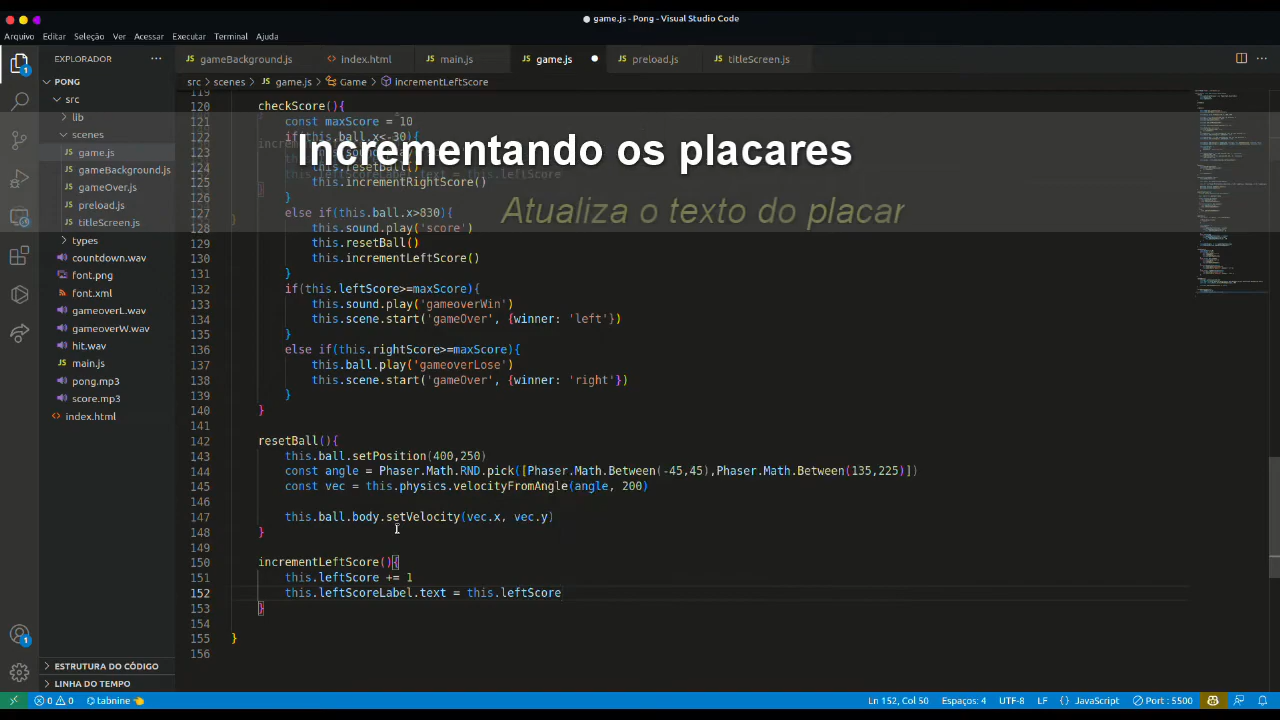 game.js - Pong - Visual Studio Code
Arquivo Editar Seleção Ver Acessar Executar Terminal Ajuda
EXPLORADOR
gameBackground.js index.html main.js game.js preload.js titleScreen.js
src > scenes > game.js > Game > incrementLeftScore
PONG
src
lib
scenes
game.js
gameBackground.js
gameOver.js
preload.js
titleScreen.js
types
countdown.wav
font.png
font.xml
gameoverL.wav
gameoverW.wav
hit.wav
main.js
pong.mp3
score.mp3
index.html
ESTRUTURA DO CÓDIGO
LINHA DO TEMPO
Incrementando os placares
Atualiza o texto do placar
119
120 checkScore(){
121 const maxScore = 10
122 if(this.ball.x<-30){
123
124 this.resetBall()
125 this.incrementRightScore()
126 }
127 else if(this.ball.x>830){
128 this.sound.play('score')
129 this.resetBall()
130 this.incrementLeftScore()
131 }
132 if(this.leftScore>=maxScore){
133 this.sound.play('gameoverWin')
134 this.scene.start('gameOver', {winner: 'left'})
135 }
136 else if(this.rightScore>=maxScore){
137 this.ball.play('gameoverLose')
138 this.scene.start('gameOver', {winner: 'right'})
139 }
140 }
141
142 resetBall(){
143 this.ball.setPosition(400,250)
144 const angle = Phaser.Math.RND.pick([Phaser.Math.Between(-45,45),Phaser.Math.Between(135,225)])
145 const vec = this.physics.velocityFromAngle(angle, 200)
146
147 this.ball.body.setVelocity(vec.x, vec.y)
148 }
149
150 incrementLeftScore(){
151 this.leftScore += 1
152 this.leftScoreLabel.text = this.leftScore
153 }
154
155 }
156
0 0 tabnine Ln 152, Col 50 Espaços: 4 UTF-8 LF {} JavaScript Port : 5500